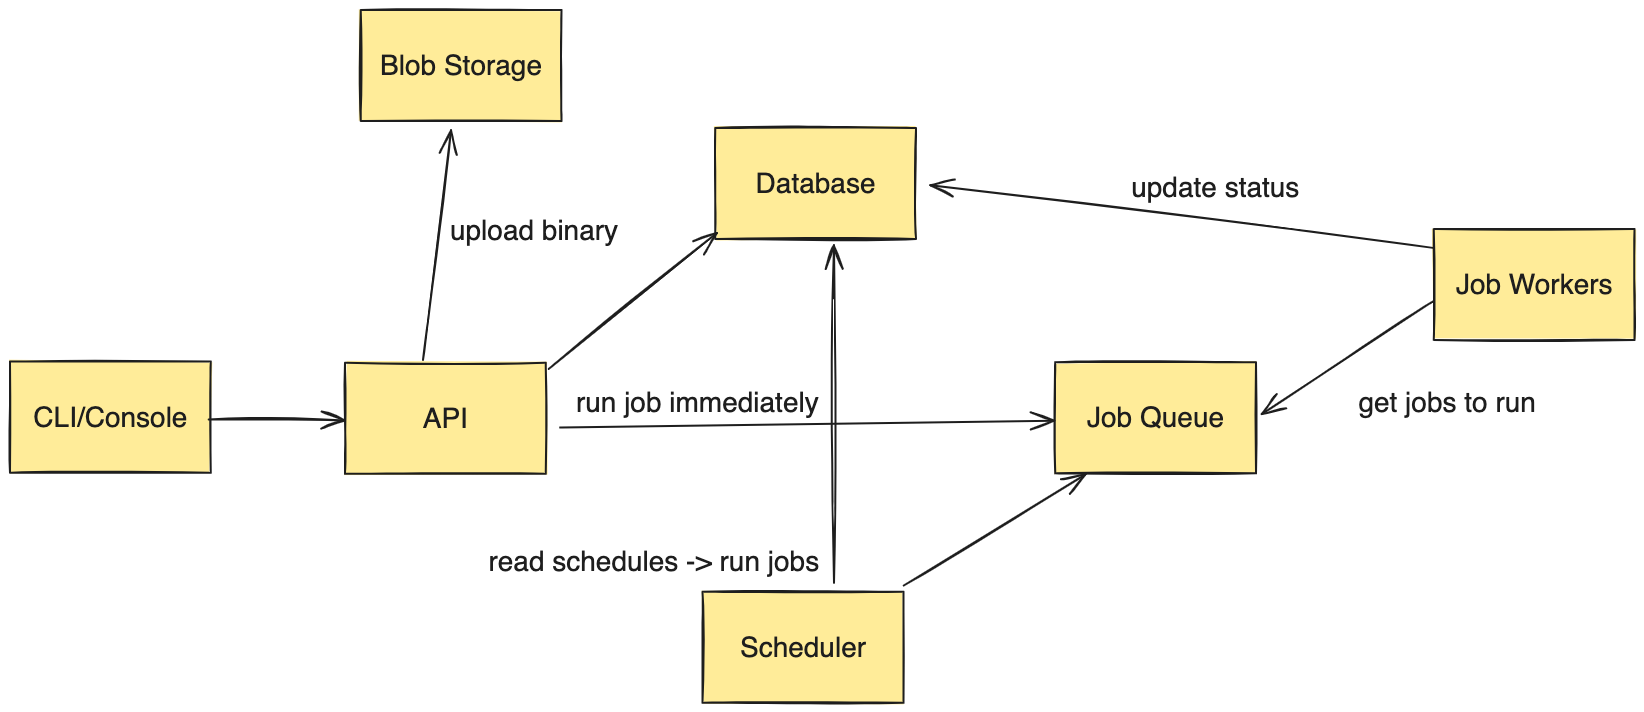 Blob Storage
Database
update status
upload binary
Job Workers
CLI/Console
API
run job immediately
Job Queue
get jobs to run
read schedules -> run jobs
Scheduler